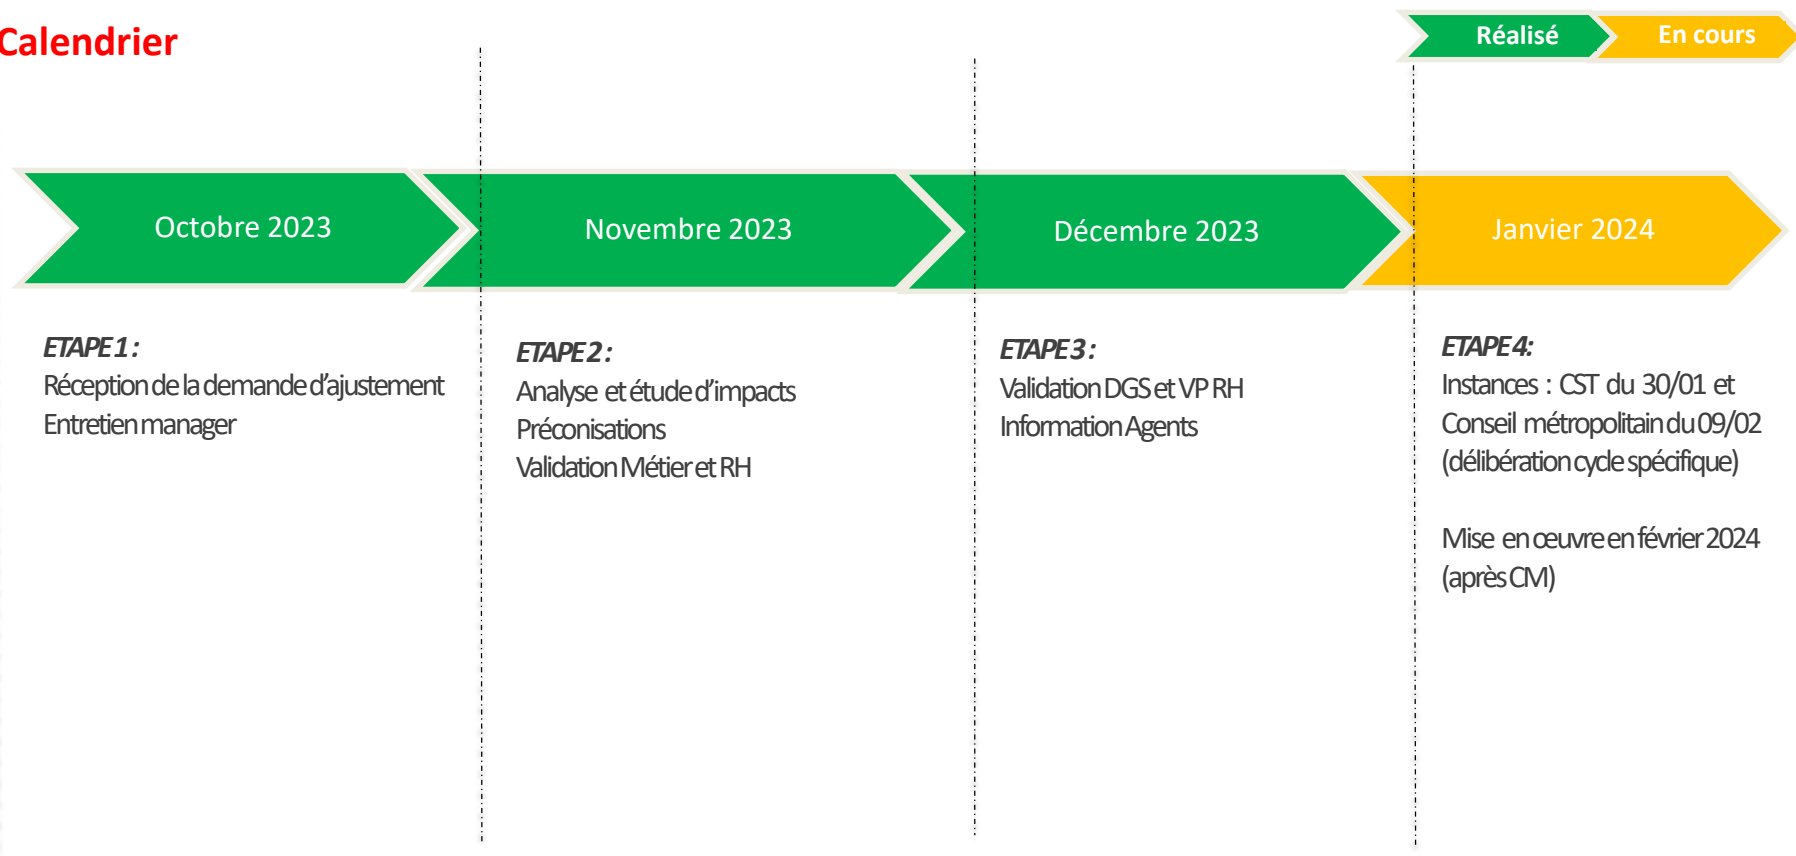 Calendrier
Réalisé
En cours
Octobre 2023
Novembre 2023
Décembre 2023
Janvier 2024
ETAPE 1 :
Réception de la demande d’ajustement
Entretien manager
ETAPE 2 :
Analyse et étude d’impacts
Préconisations
Validation Métier et RH
ETAPE 3 :
Validation DGS et VP RH
Information Agents
ETAPE 4:
Instances : CST du 30/01 et
Conseil métropolitain du 09/02
(délibération cycle spécifique)
Mise en œuvre en février 2024
(après CM)